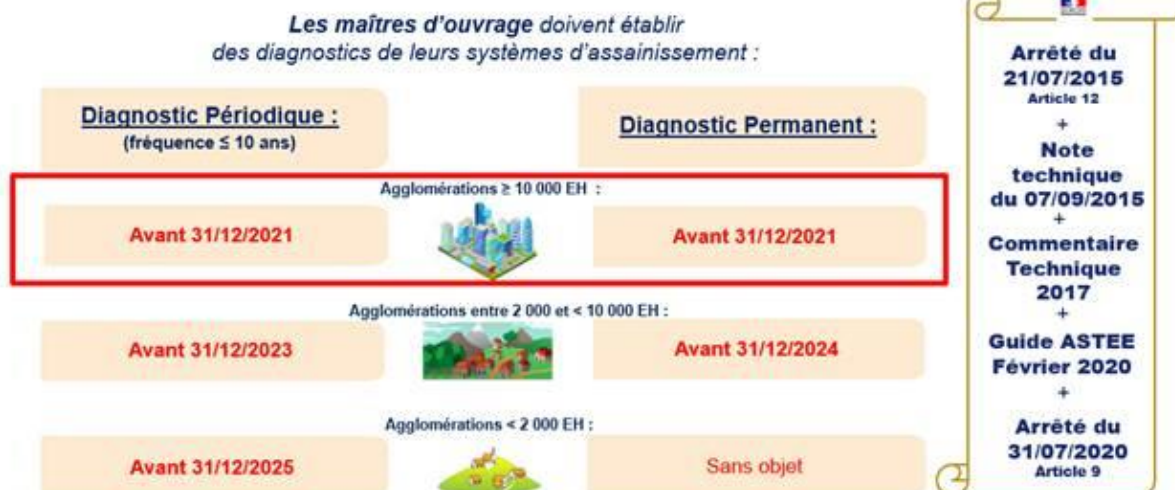 Les maîtres d'ouvrage doivent établir
des diagnostics de leurs systèmes d'assainissement :
Diagnostic Périodique :
(fréquence ≤ 10 ans)
Diagnostic Permanent :
Agglomérations ≥ 10 000 EH :
Avant 31/12/2021
Avant 31/12/2021
Agglomérations entre 2 000 et < 10 000 EH :
Avant 31/12/2023
Avant 31/12/2024
Agglomérations < 2 000 EH :
Avant 31/12/2025
Sans objet
Arrêté du
21/07/2015
Article 12
+
Note
technique
du 07/09/2015
+
Commentaire
Technique
2017
+
Guide ASTEE
Février 2020
+
Arrêté du
31/07/2020
Article 9